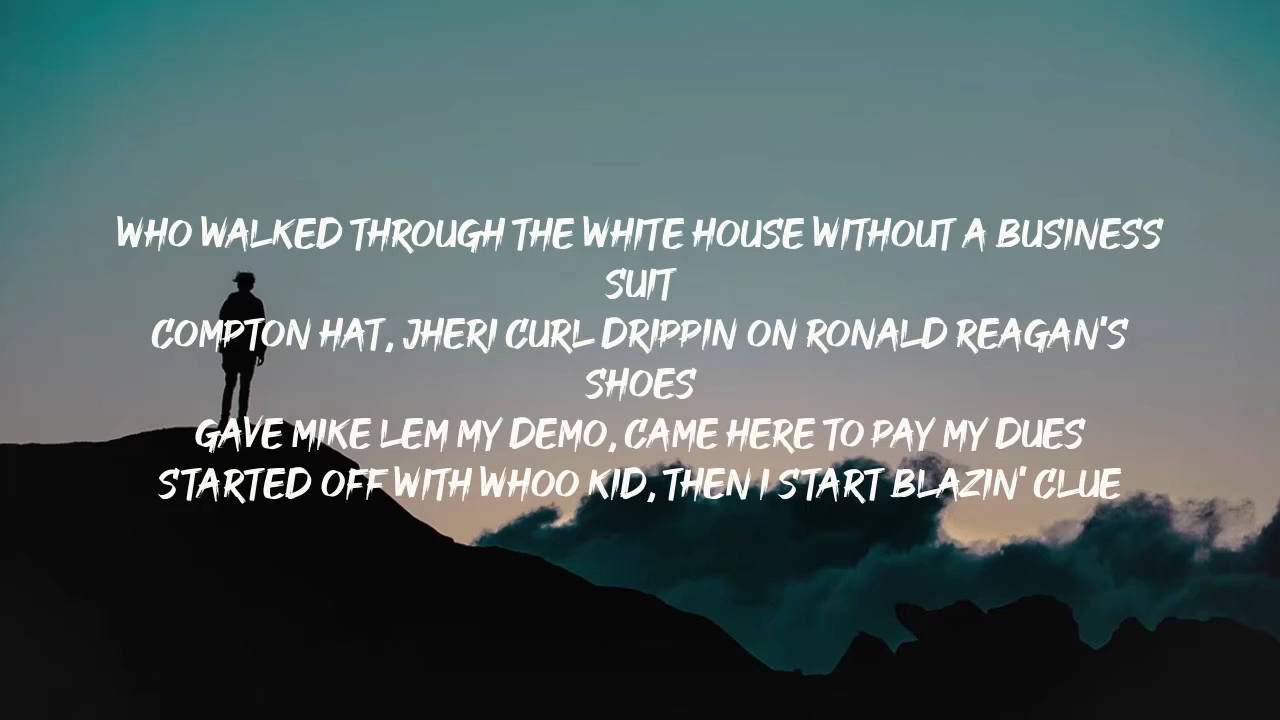 WHO WALKED THROUGH THE WHITE HOUSE WITHOUT A BUSINESS
SUIT
COMPTON HAT, JHERI CURL DRIPPIN ON RONALD REAGAN'S
SHOES
GAVE MIKE LEM MY DEMO, CAME HERE TO PAY MY DUES
STARTED OFF WITH WHOO KID, THEN I START BLAZIN' CLUE